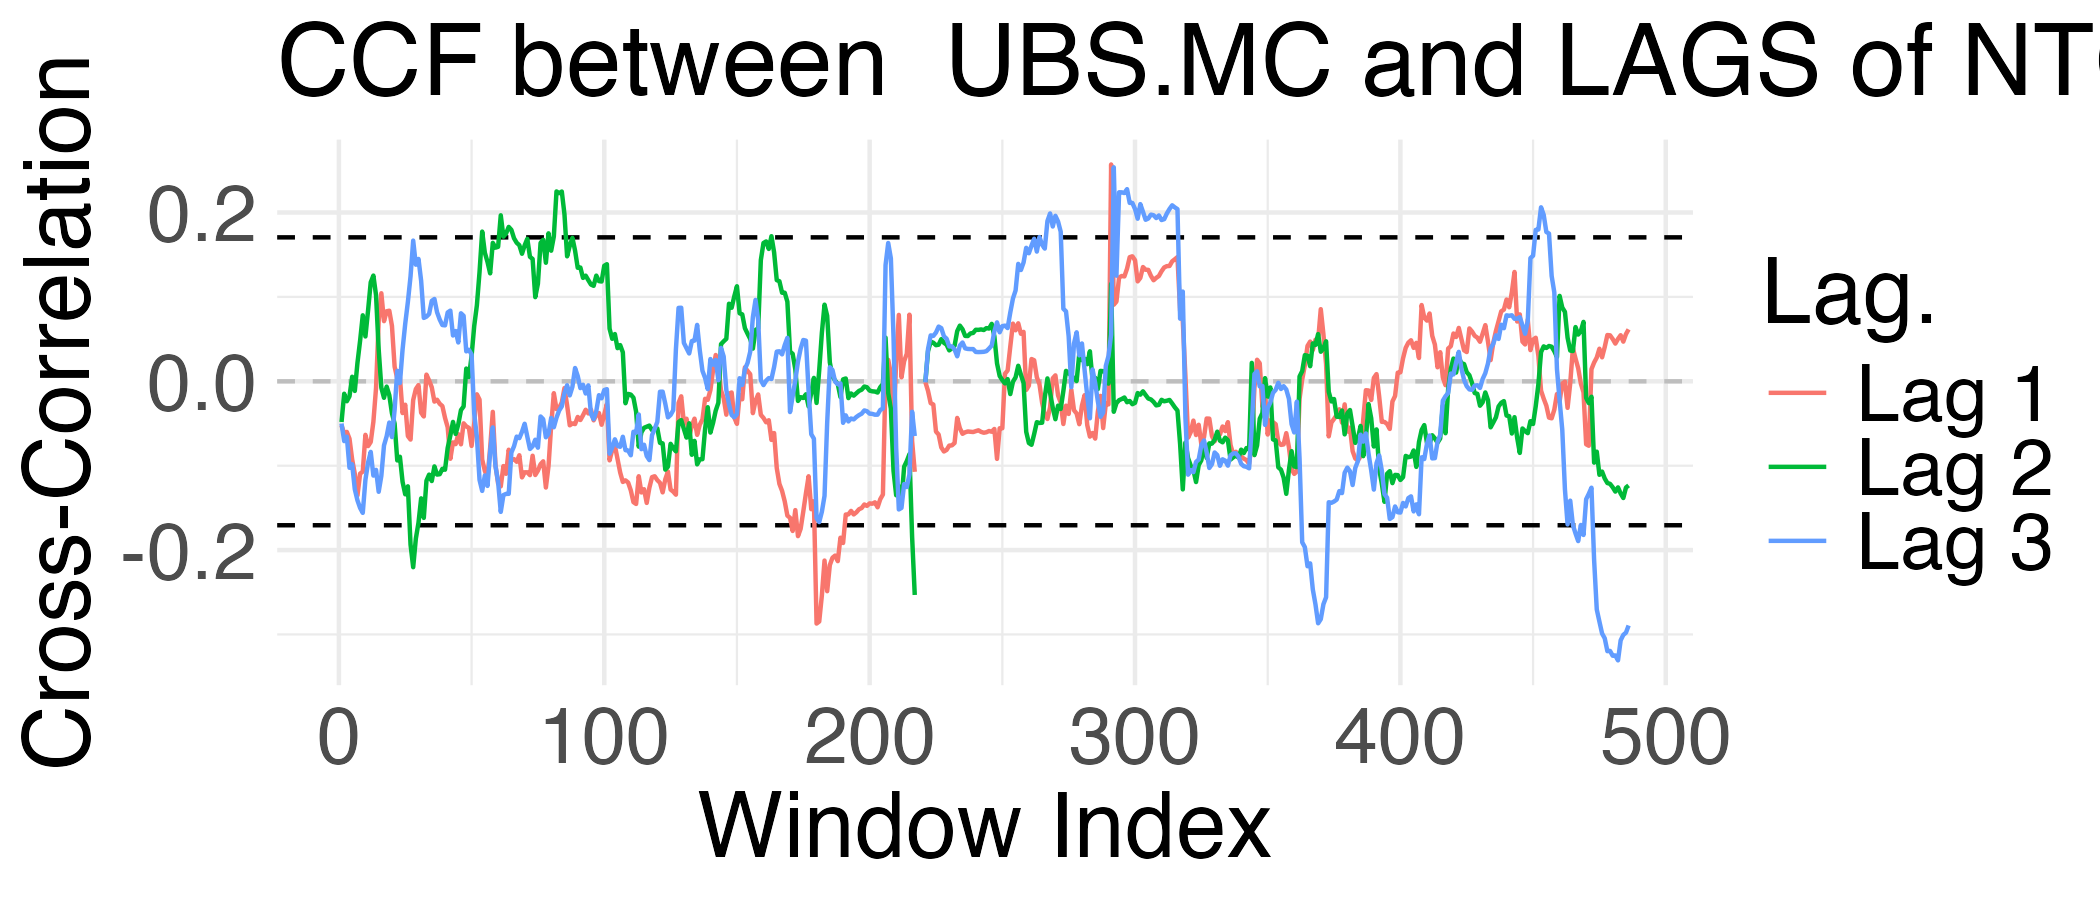 CCF between  UBS.MC and LAGS of
Cross-Correlation
0.2
0.0
-0.2
0 100 200 300 400 500
Window Index
Lag.
Lag 1
Lag 2
Lag 3